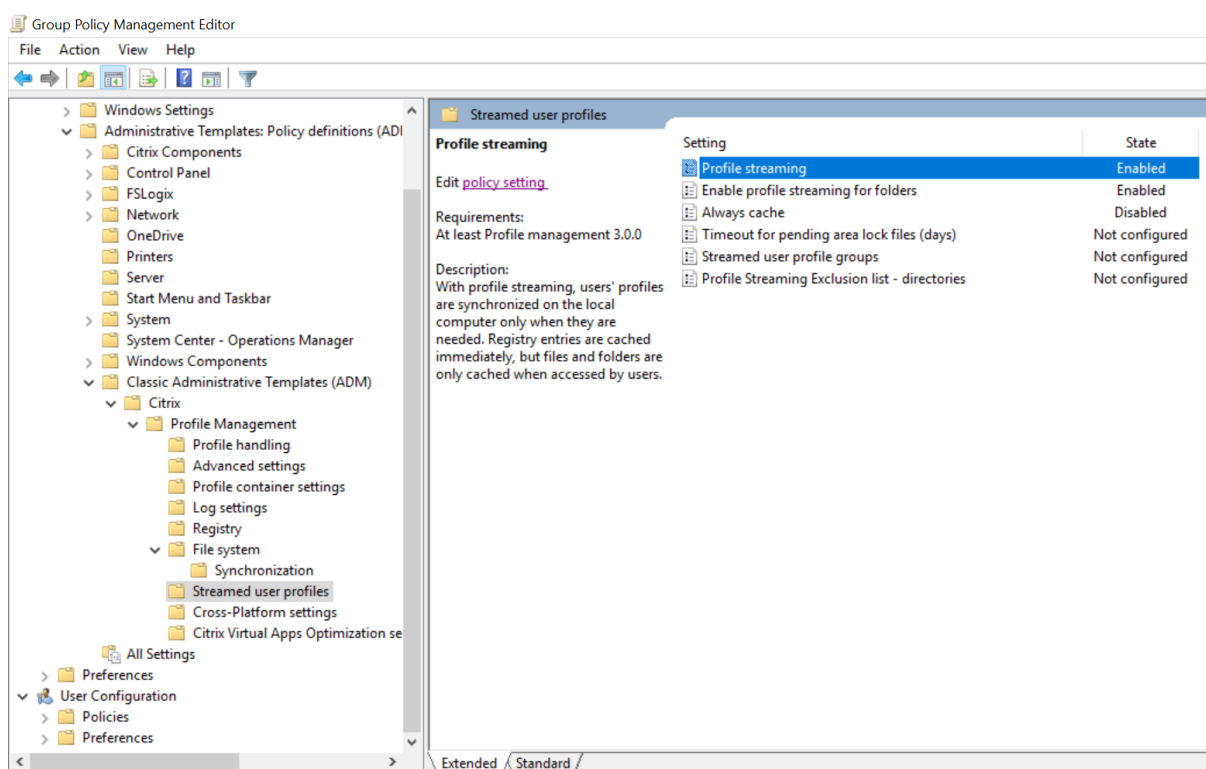 Group Policy Management Editor
File Action View Help
Windows Settings
Administrative Templates: Policy definitions (ADI
Citrix Components
Control Panel
FSLogix
Network
OneDrive
Printers
Server
Start Menu and Taskbar
System
System Center - Operations Manager
Windows Components
Classic Administrative Templates (ADM)
Citrix
Profile Management
Profile handling
Advanced settings
Profile container settings
Log settings
Registry
File system
Synchronization
Streamed user profiles
Cross-Platform settings
Citrix Virtual Apps Optimization se
All Settings
Preferences
User Configuration
Policies
Preferences
Streamed user profiles
Profile streaming
Edit policy setting
Requirements:
At least Profile management 3.0.0
Description:
With profile streaming, users' profiles
are synchronized on the local
computer only when they are
needed. Registry entries are cached
immediately, but files and folders are
only cached when accessed by users.
Setting State
Profile streaming Enabled
Enable profile streaming for folders Enabled
Always cache Disabled
Timeout for pending area lock files (days) Not configured
Streamed user profile groups Not configured
Profile Streaming Exclusion list - directories Not configured
Extended Standard